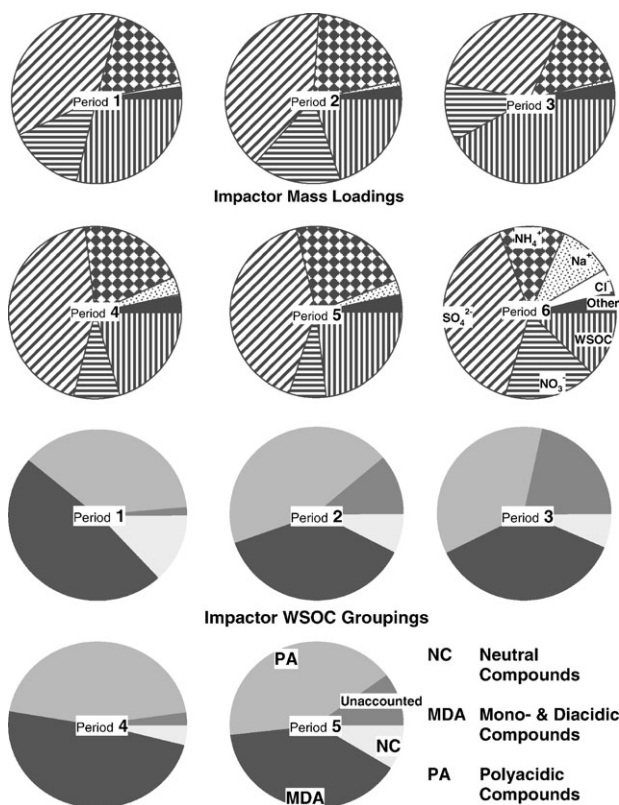 Period 1
Period 2
Period 3
Impactor Mass Loadings
Period 4
Period 5
NH₄⁺
Na⁺
Cl⁻
Other
Period 6
SO₄²⁻
WSOC
NO₃⁻
Period 1
Period 2
Period 3
Impactor WSOC Groupings
Period 4
PA
Unaccounted
Period 5
NC
MDA
NC Neutral
Compounds
MDA Mono- & Diacidic
Compounds
PA Polyacidic
Compounds